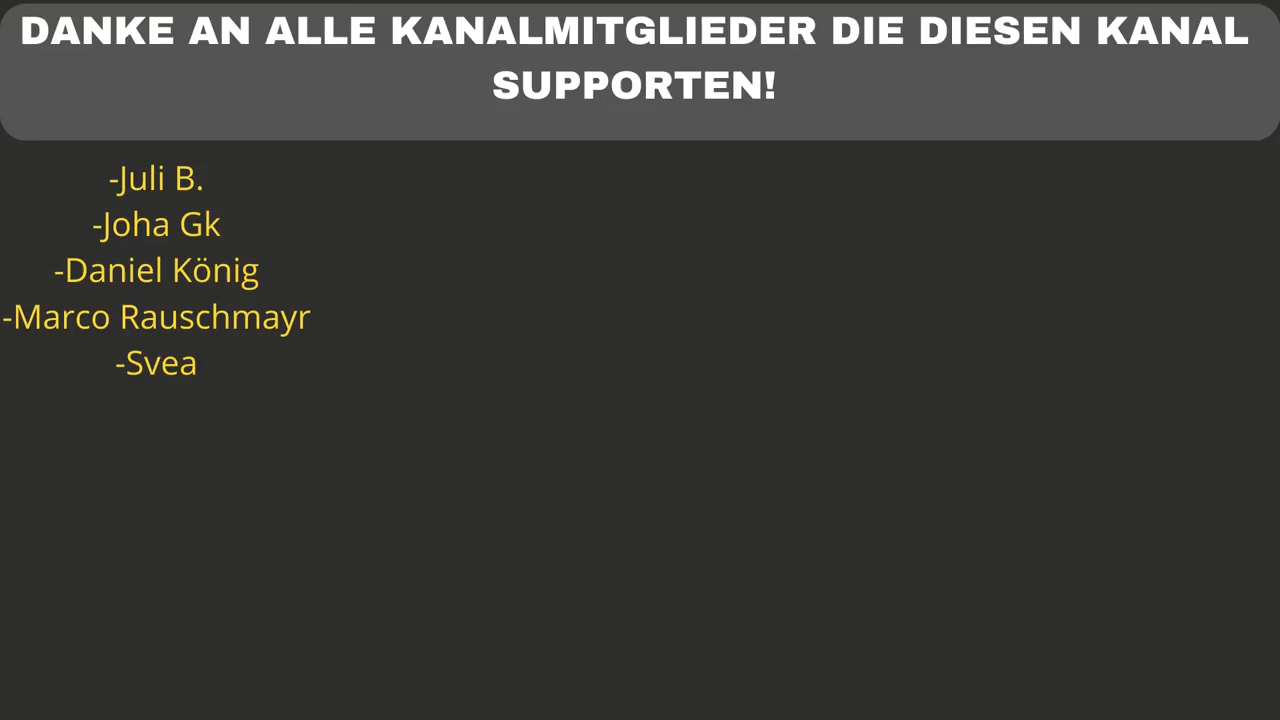 DANKE AN ALLE KANALMITGLIEDER DIE DIESEN KANAL
SUPPORTEN!
-Juli B.
-Joha Gk
-Daniel König
-Marco Rauschmayr
-Svea